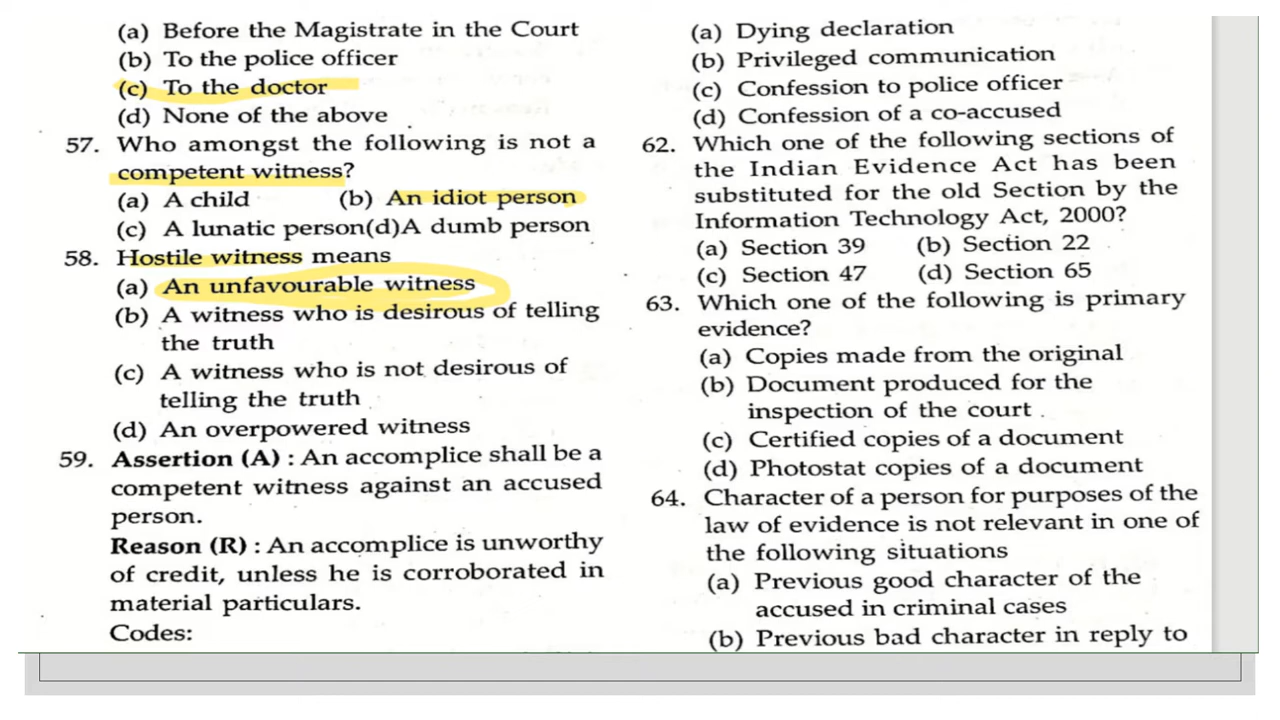 (a) Before the Magistrate in the Court
(b) To the police officer
(c) To the doctor
(d) None of the above
57. Who amongst the following is not a
competent witness?
(a) A child (b) An idiot person
(c) A lunatic person(d)A dumb person
58. Hostile witness means
(a) An unfavourable witness
(b) A witness who is desirous of telling
the truth
(c) A witness who is not desirous of
telling the truth
(d) An overpowered witness
59. Assertion (A) : An accomplice shall be a
competent witness against an accused
person.
Reason (R) : An accomplice is unworthy
of credit, unless he is corroborated in
material particulars.
Codes:
(a) Dying declaration
(b) Privileged communication
(c) Confession to police officer
(d) Confession of a co-accused
62. Which one of the following sections of
the Indian Evidence Act has been
substituted for the old Section by the
Information Technology Act, 2000?
(a) Section 39 (b) Section 22
(c) Section 47 (d) Section 65
63. Which one of the following is primary
evidence?
(a) Copies made from the original
(b) Document produced for the
inspection of the court .
(c) Certified copies of a document
(d) Photostat copies of a document
64. Character of a person for purposes of the
law of evidence is not relevant in one of
the following situations
(a) Previous good character of the
accused in criminal cases
(b) Previous bad character in reply to